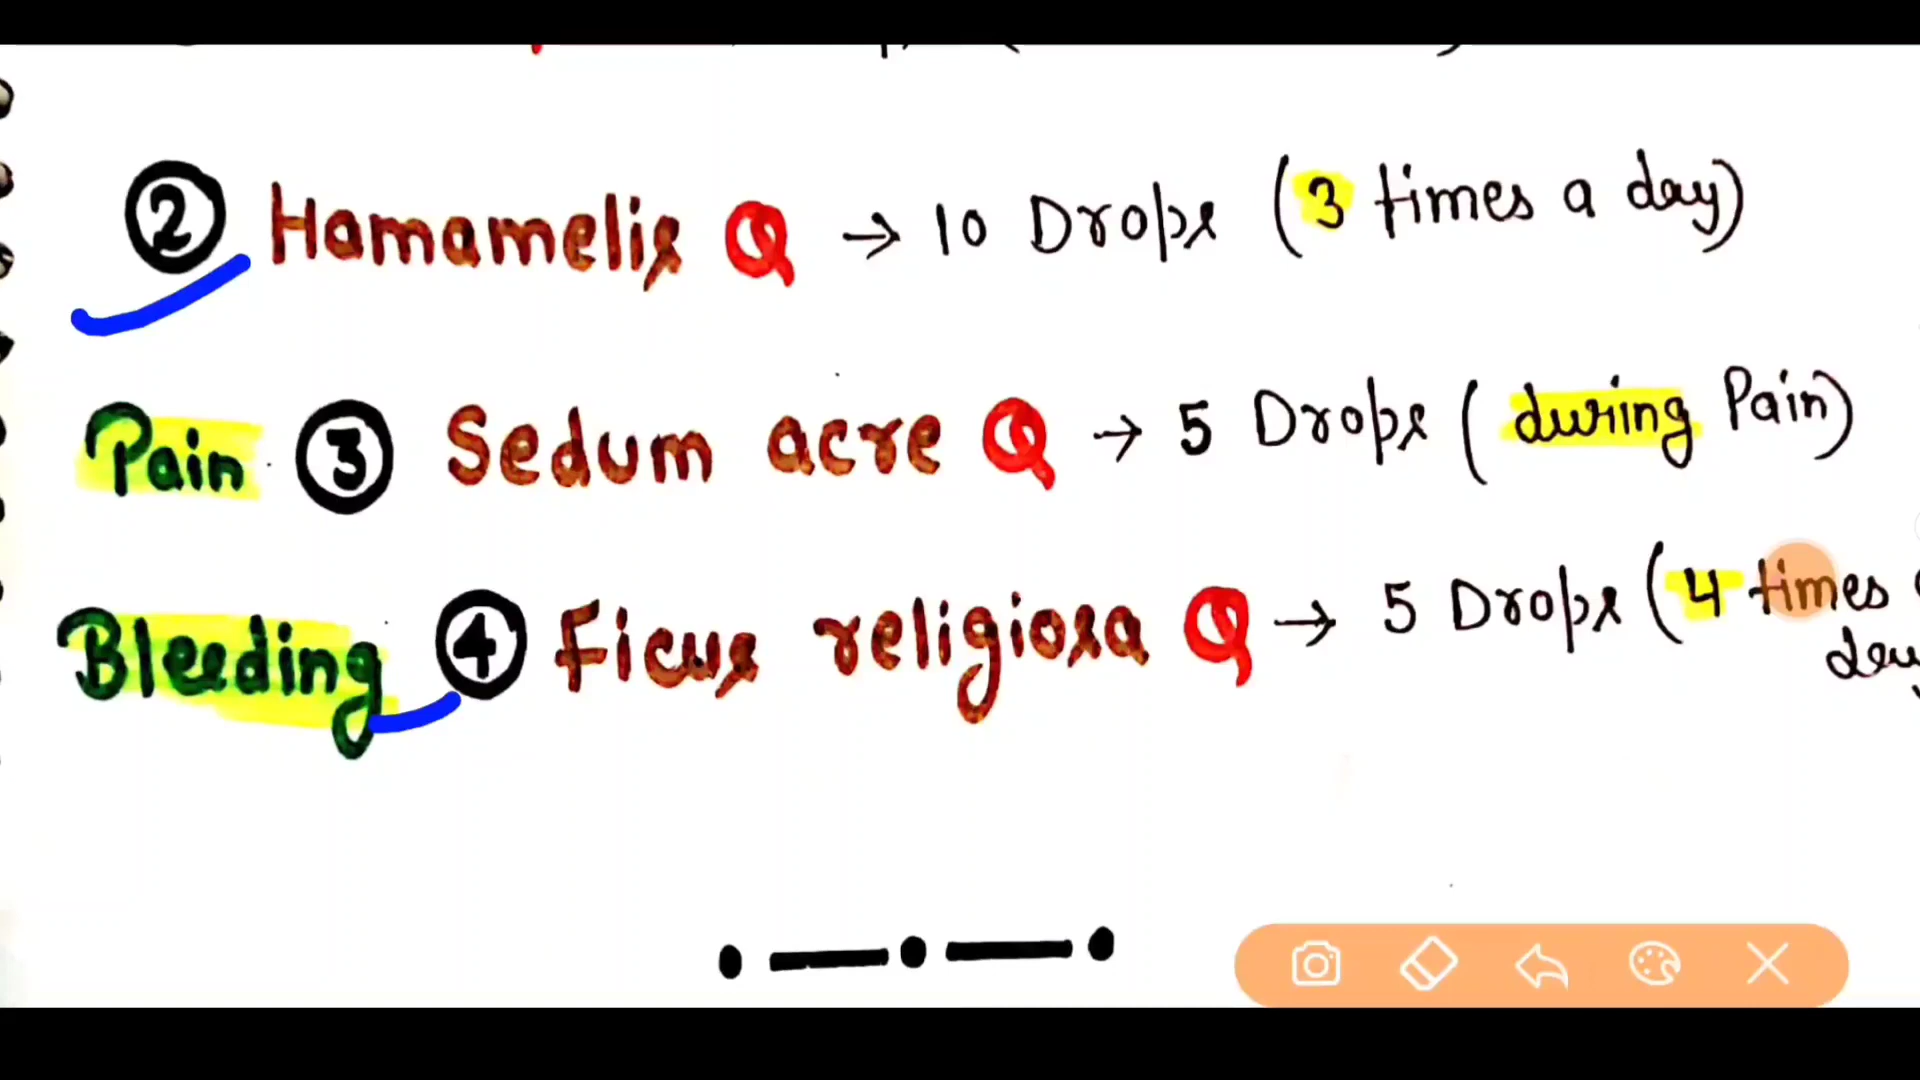 ② Hamamelis Q → 10 Drops (3 times a day)
Pain ③ Sedum acre Q → 5 Drops (during Pain)
Bleeding ④ Ficus religiosa Q → 5 Drops (4 times
day